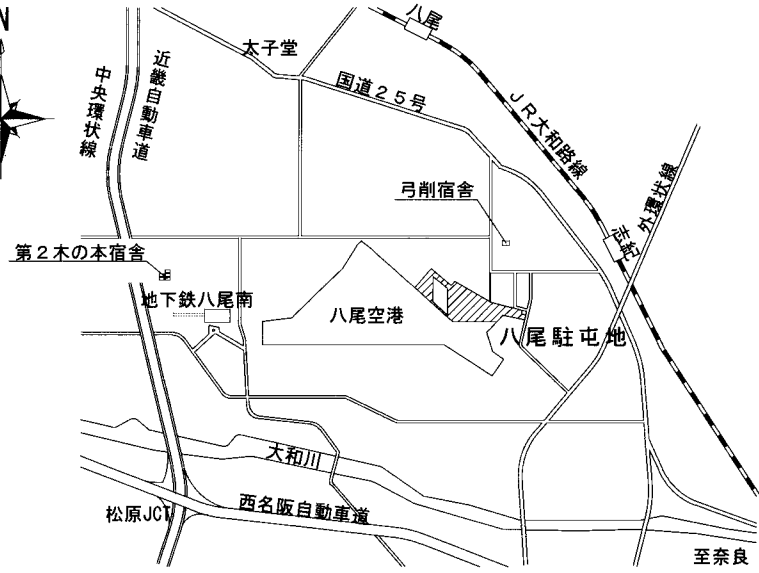 N
八尾
太子堂
近畿自動車道
中央環状線
国道25号
JR大和路線
弓削宿舎
外環状線
志紀
第2木の本宿舎
地下鉄八尾南
八尾空港
八尾駐屯地
大和川
西名阪自動車道
松原JCT
至奈良